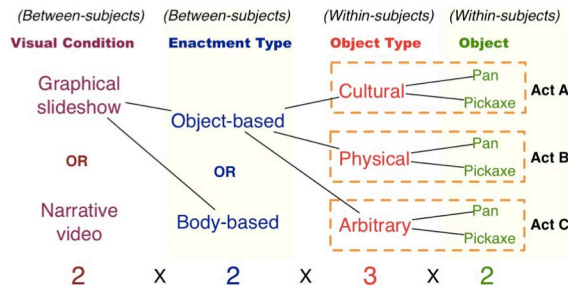 (Between-subjects) (Between-subjects) (Within-subjects) (Within-subjects)
Visual Condition Enactment Type Object Type Object
Graphical
slideshow
OR
Narrative
video
Object-based
OR
Body-based
Cultural
Pan
Pickaxe
Act A
Physical
Pan
Pickaxe
Act B
Arbitrary
Pan
Pickaxe
Act C
2 X 2 X 3 X 2